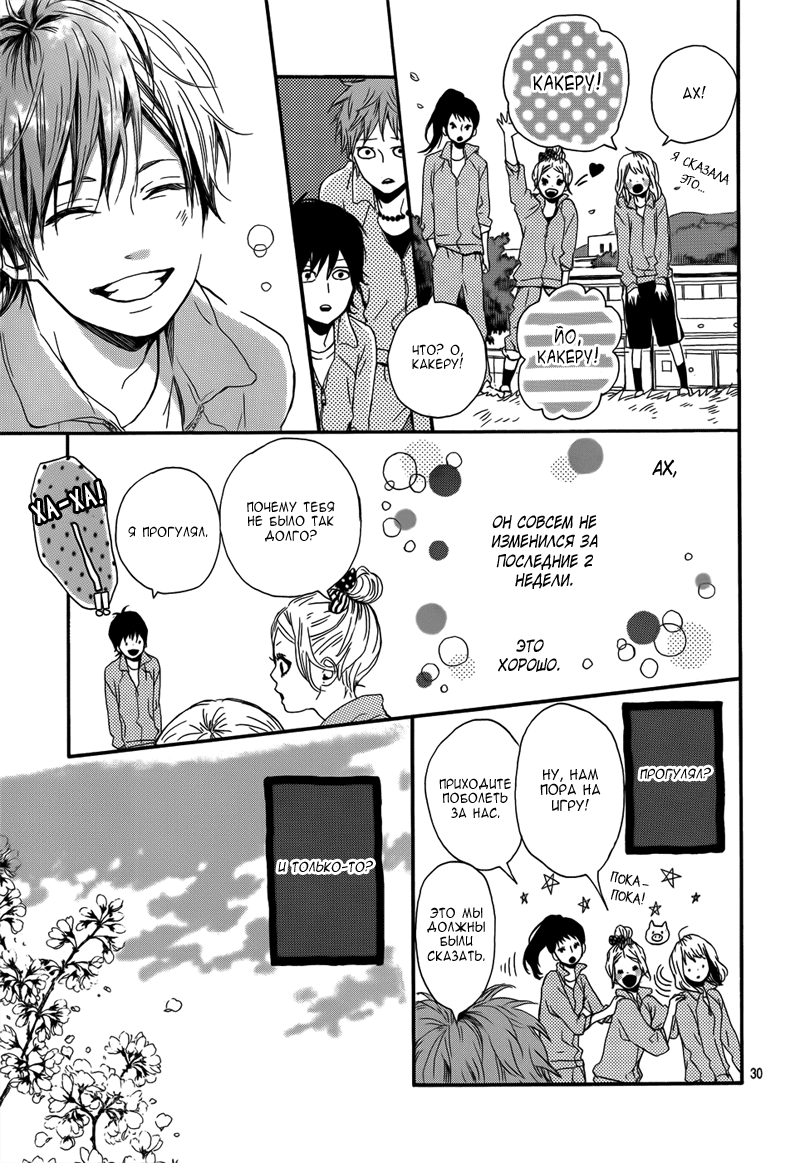 АХ!
Я СКАЗАЛА
ЭТО...
КАКЕРУ!
ЙО,
КАКЕРУ!
ЧТО? О,
КАКЕРУ!
АХ,
ОН СОВСЕМ НЕ
ИЗМЕНИЛСЯ ЗА
ПОСЛЕДНИЕ 2
НЕДЕЛИ.
ЭТО
ХОРОШО.
ПОЧЕМУ ТЕБЯ
НЕ БЫЛО ТАК
ДОЛГО?
Я ПРОГУЛЯЛ.
ХА-ХА!
ПРОГУЛЯЛ?
НУ, НАМ
ПОРА НА
ИГРУ!
ПРИХОДИТЕ
ПОБОЛЕТЬ
ЗА НАС.
ПОКА-
ПОКА!
ЭТО МЫ
ДОЛЖНЫ
БЫЛИ
СКАЗАТЬ.
И ТОЛЬКО-ТО?
30